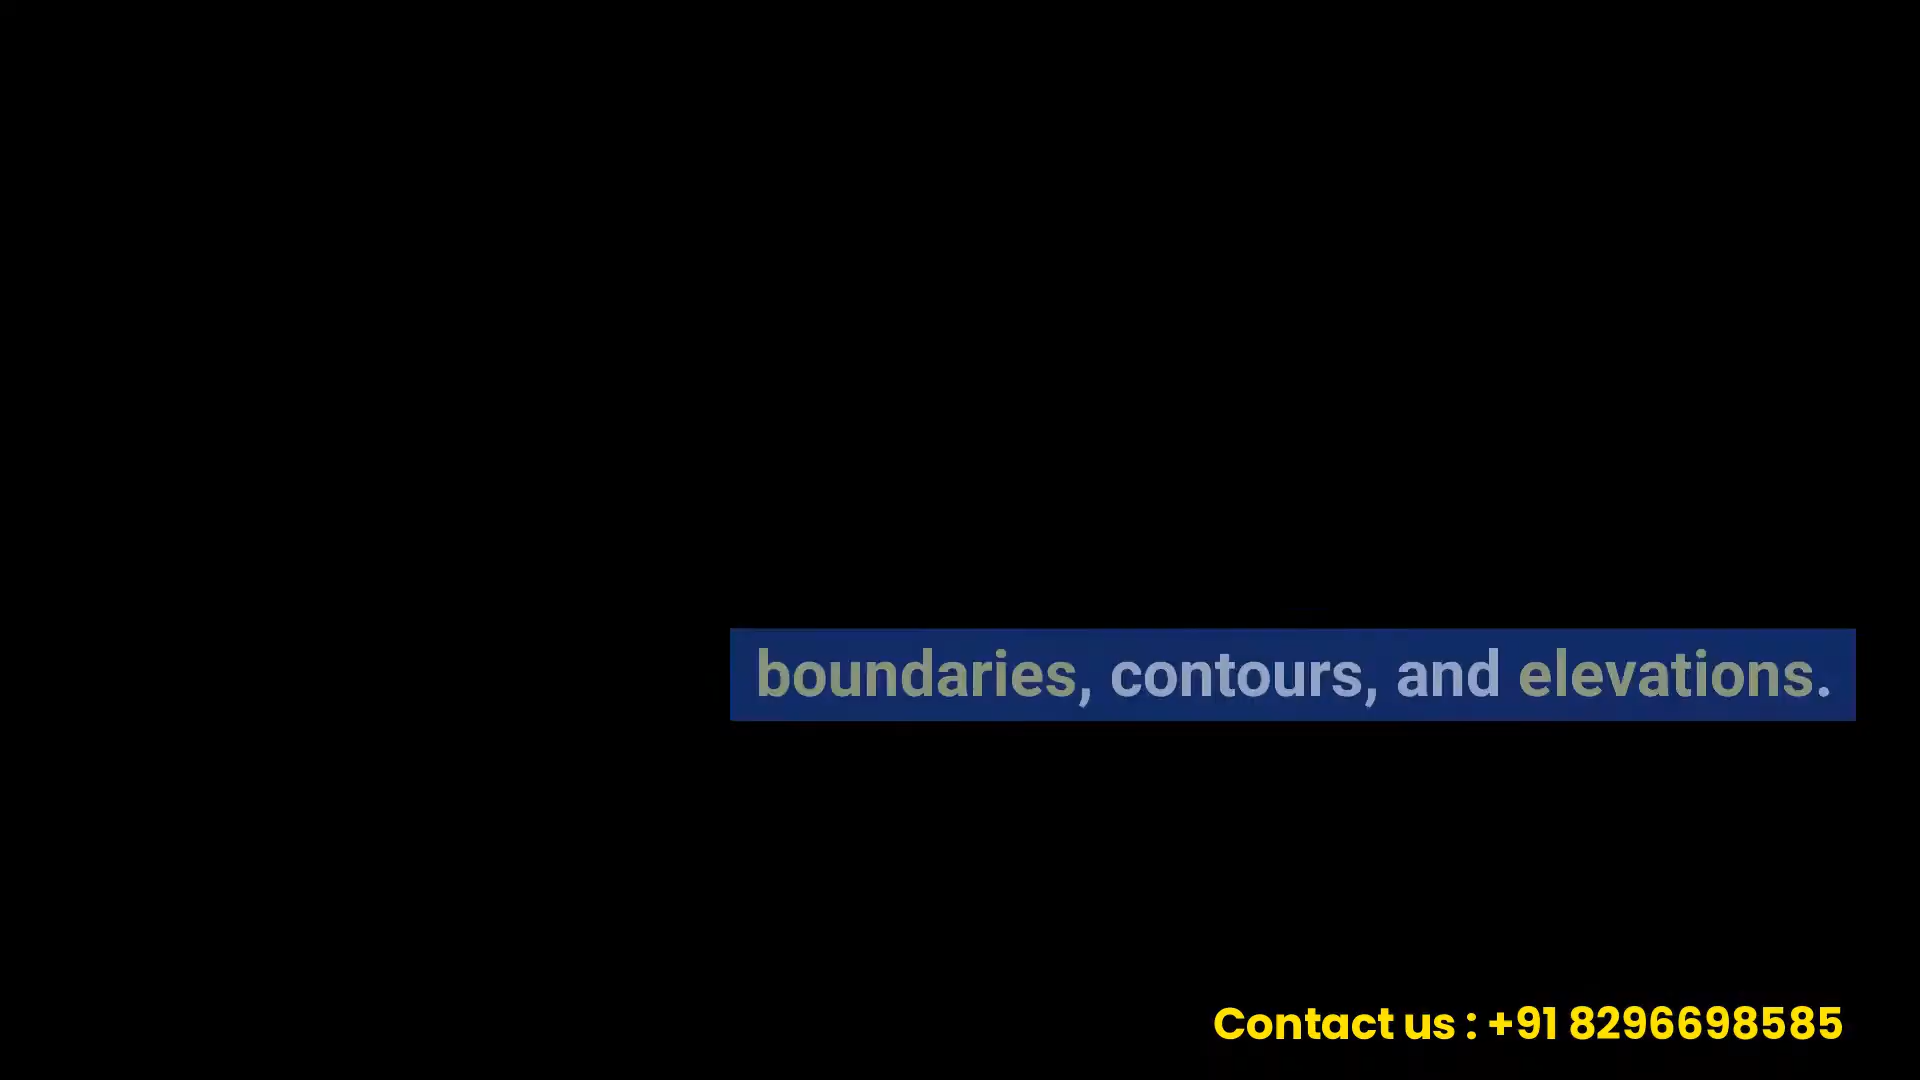 boundaries, contours, and elevations.
Contact us : +91 8296698585